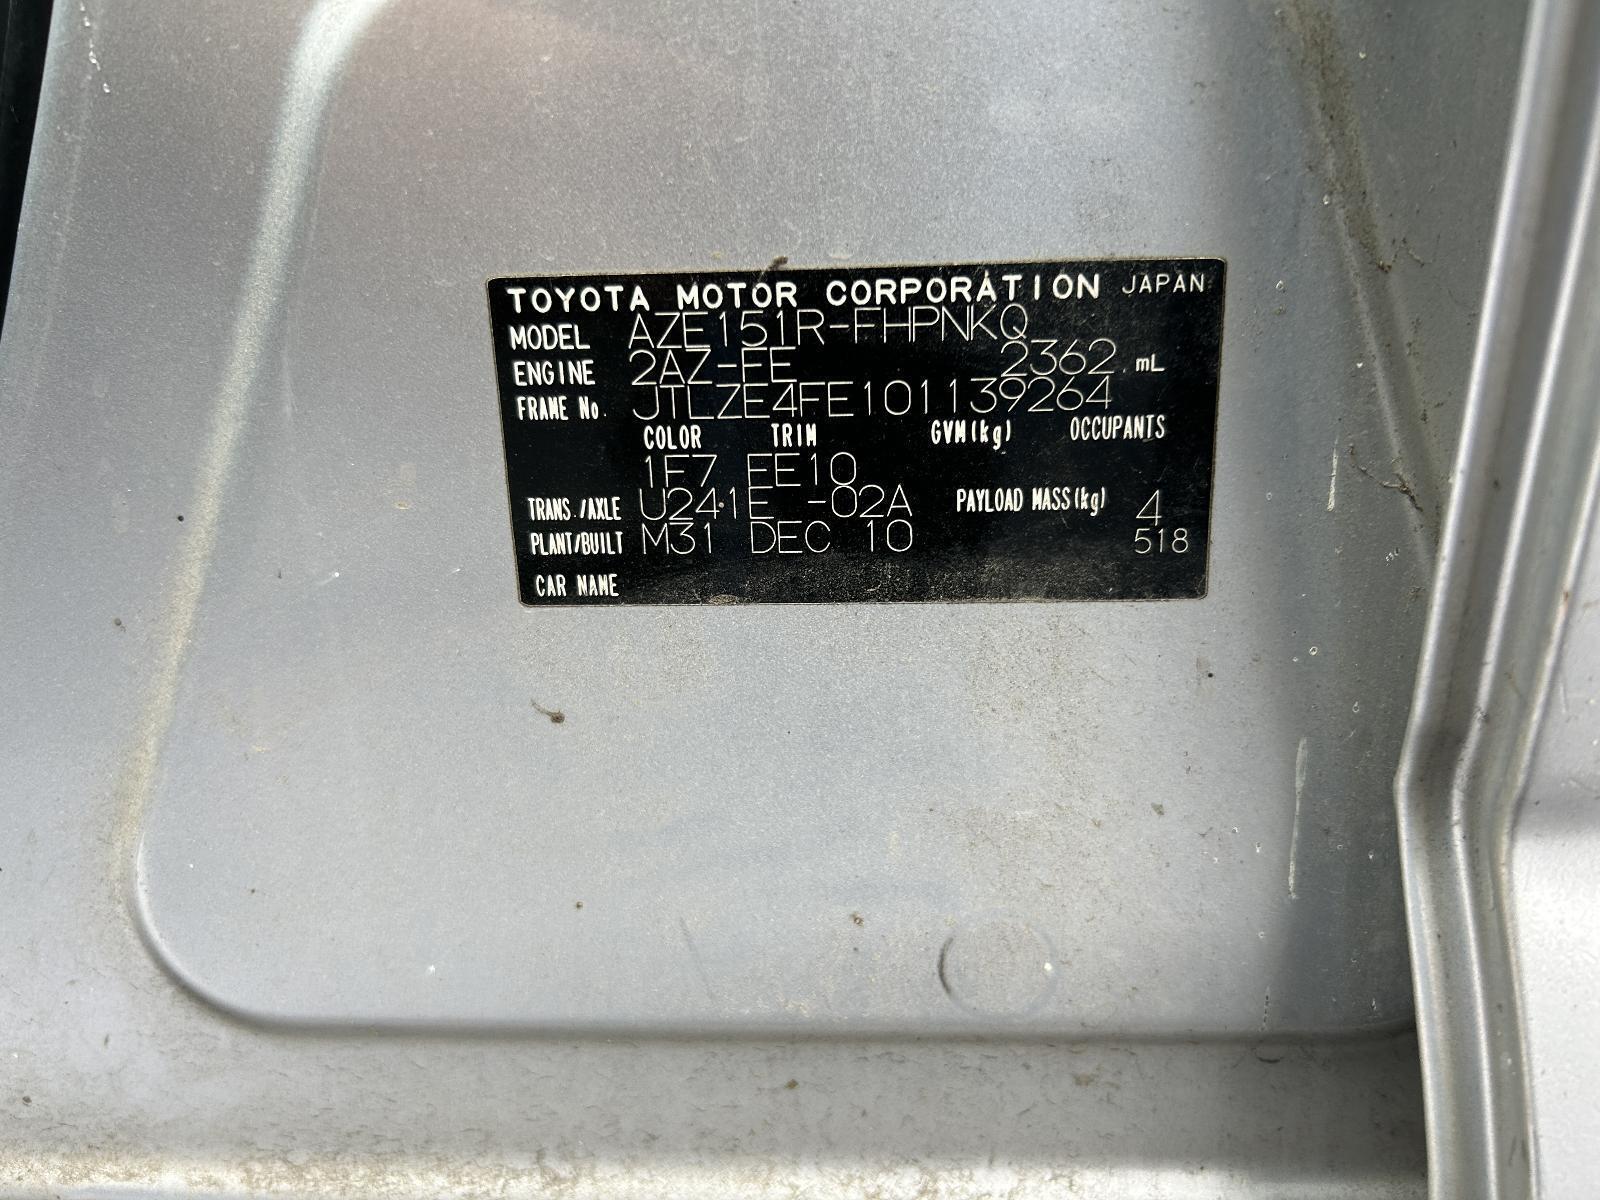 TOYOTA MOTOR CORPORATION JAPAN
MODEL AZE151R-FHPNKQ
ENGINE 2AZ-FE 2362 mL
FRAME No. JTLZE4FE101139264
COLOR TRIM GVM(kg) OCCUPANTS
1F7 EE10
TRANS./AXLE U241E -02A PAYLOAD MASS(kg) 4
PLANT/BUILT M31 DEC 10 518
CAR NAME